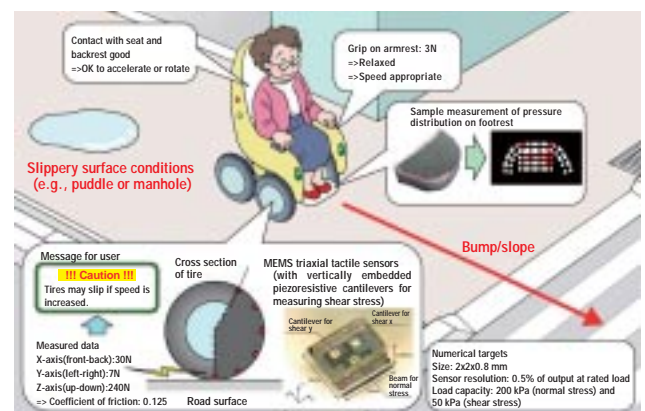 Contact with seat and
backrest good
=>OK to accelerate or rotate
Grip on armrest: 3N
=>Relaxed
=>Speed appropriate
Sample measurement of pressure
distribution on footrest
Slippery surface conditions
(e.g., puddle or manhole)
Bump/slope
Message for user
!!! Caution !!!
Tires may slip if speed is
increased.
Measured data
X-axis(front-back):30N
Y-axis(left-right):7N
Z-axis(up-down):240N
=> Coefficient of friction: 0.125
Cross section
of tire
Road surface
MEMS triaxial tactile sensors
(with vertically embedded
piezoresistive cantilevers for
measuring shear stress)
Cantilever for
shear y
Cantilever for
shear x
Beam for
normal
stress
Numerical targets
Size: 2x2x0.8 mm
Sensor resolution: 0.5% of output at rated load
Load capacity: 200 kPa (normal stress) and
50 kPa (shear stress)